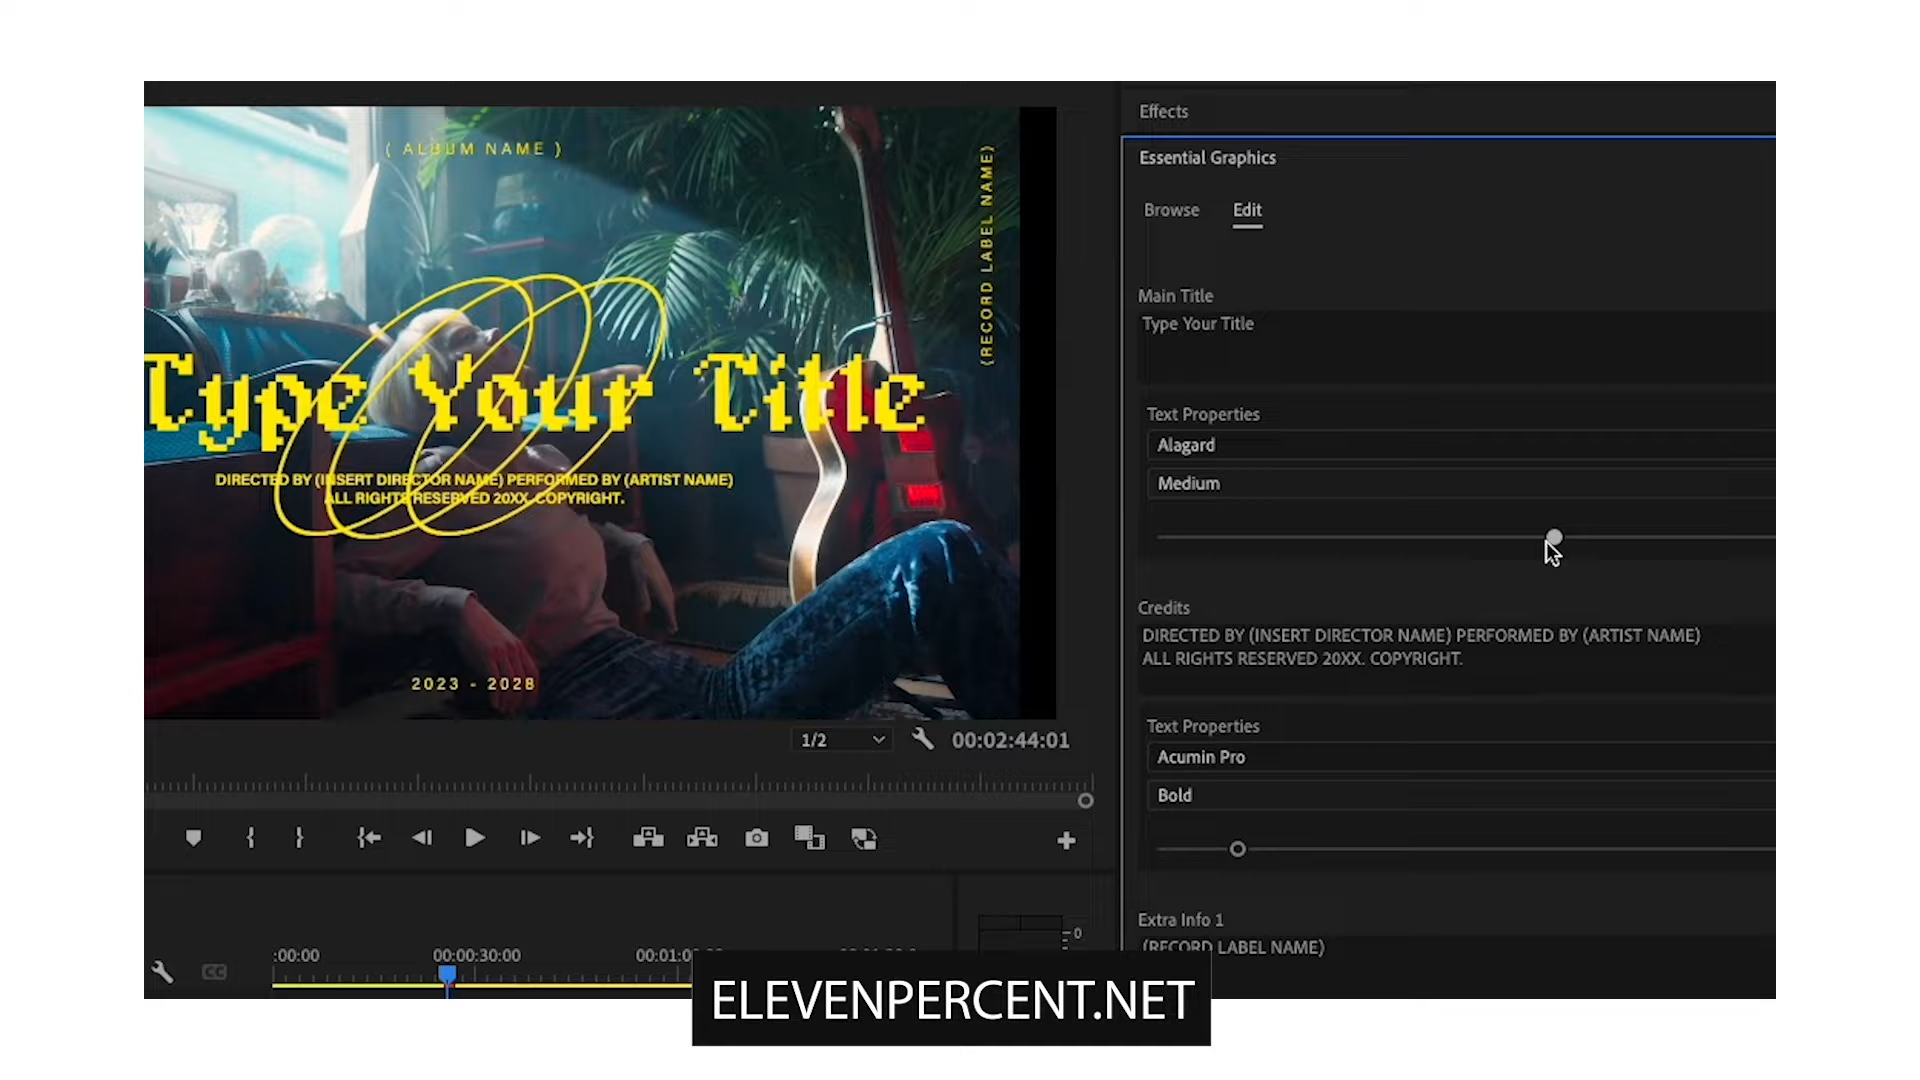 ( ALBUM NAME )
(RECORD LABEL NAME)
Type Your Title
DIRECTED BY (INSERT DIRECTOR NAME) PERFORMED BY (ARTIST NAME)
ALL RIGHTS RESERVED 20XX. COPYRIGHT.
2023 - 2028
1/2
00:02:44:01
Effects
Essential Graphics
Browse Edit
Main Title
Type Your Title
Text Properties
Alagard
Medium
Credits
DIRECTED BY (INSERT DIRECTOR NAME) PERFORMED BY (ARTIST NAME)
ALL RIGHTS RESERVED 20XX. COPYRIGHT.
Text Properties
Acumin Pro
Bold
Extra Info 1
(RECORD LABEL NAME)
CC
:00:00 00:00:30:00
0
ELEVENPERCENT.NET